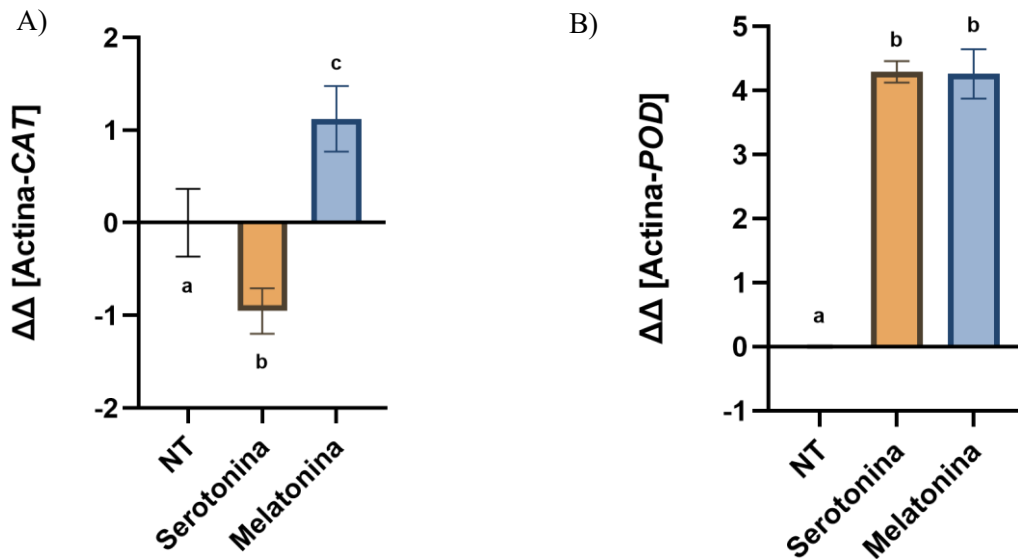 A)
ΔΔ [Actina-CAT]
2
1
0
-1
-2
a
b
c
NT
Serotonina
Melatonina
B)
ΔΔ [Actina-POD]
5
4
3
2
1
0
-1
a
b
b
NT
Serotonina
Melatonina